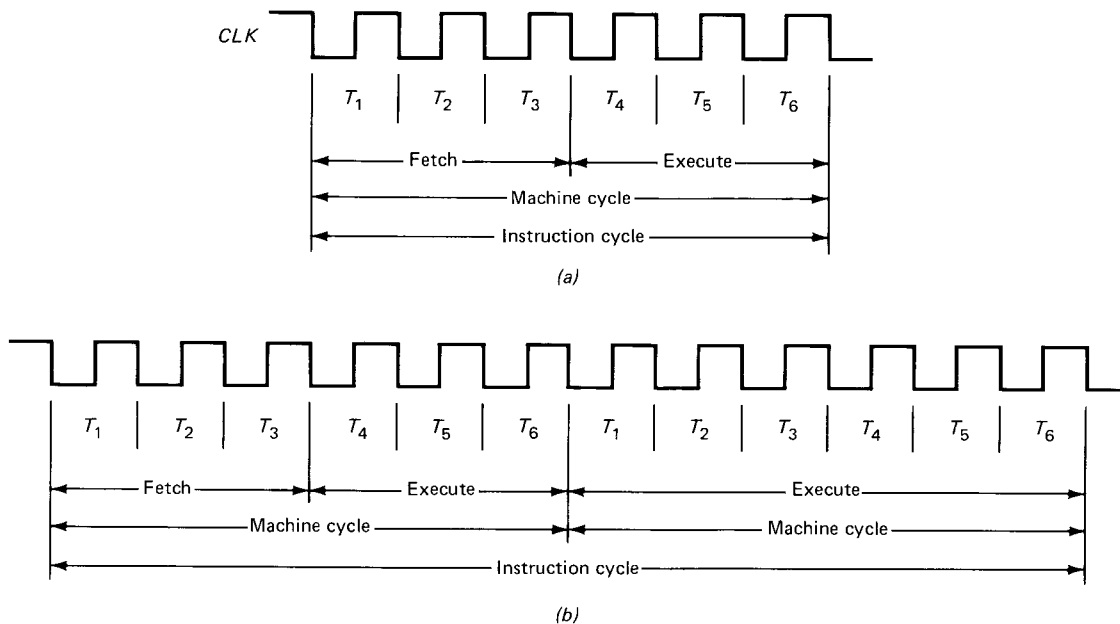 CLK
T1 T2 T3 T4 T5 T6
Fetch Execute
Machine cycle
Instruction cycle
(a)
T1 T2 T3 T4 T5 T6 T1 T2 T3 T4 T5 T6
Fetch Execute Execute
Machine cycle Machine cycle
Instruction cycle
(b)